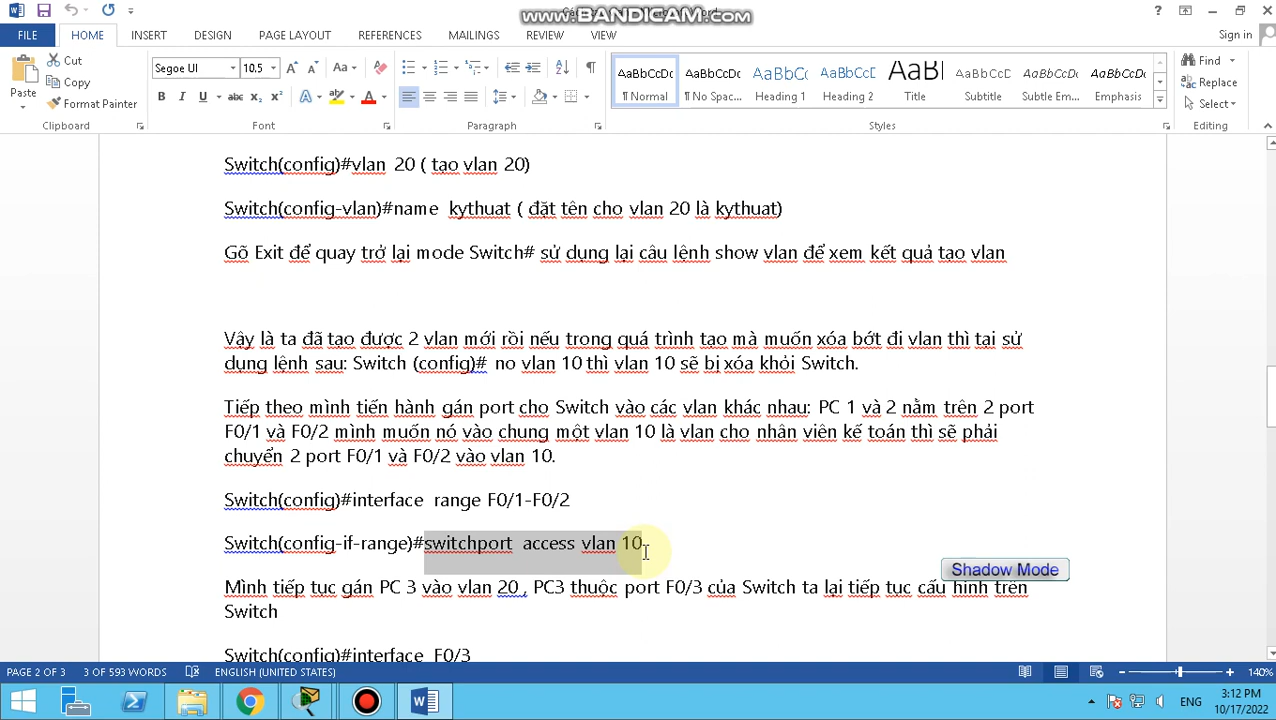 www.BANDICAM.com
Sign in
FILE HOME INSERT DESIGN PAGE LAYOUT REFERENCES MAILINGS REVIEW VIEW
Paste
Cut
Copy
Format Painter
Clipboard
Segoe UI 10.5
Font
Paragraph
AaBbCcDc AaBbCcDc AaBbCc AaBbCcC AaBl AaBbCcC AaBbCcDc AaBbCcDc
¶ Normal ¶ No Spac... Heading 1 Heading 2 Title Subtitle Subtle Em... Emphasis
Styles
Find
Replace
Select
Editing
Switch(config)#vlan 20 ( tạo vlan 20)
Switch(config-vlan)#name kythuat ( đặt tên cho vlan 20 là kythuat)
Gõ Exit để quay trở lại mode Switch# sử dụng lại câu lệnh show vlan để xem kết quả tạo vlan
Vậy là ta đã tạo được 2 vlan mới rồi nếu trong quá trình tạo mà muốn xóa bớt đi vlan thì tai sử
dụng lệnh sau: Switch (config)# no vlan 10 thì vlan 10 sẽ bị xóa khỏi Switch.
Tiếp theo mình tiến hành gán port cho Switch vào các vlan khác nhau: PC 1 và 2 nằm trên 2 port
F0/1 và F0/2 mình muốn nó vào chung một vlan 10 là vlan cho nhân viên kế toán thì sẽ phải
chuyển 2 port F0/1 và F0/2 vào vlan 10.
Switch(config)#interface range F0/1-F0/2
Switch(config-if-range)#switchport access vlan 10
Shadow Mode
Mình tiếp tục gán PC 3 vào vlan 20 , PC3 thuộc port F0/3 của Switch ta lại tiếp tục cấu hình trên
Switch
Switch(config)#interface F0/3
PAGE 2 OF 3 3 OF 593 WORDS ENGLISH (UNITED STATES) 140%
ENG
3:12 PM
10/17/2022